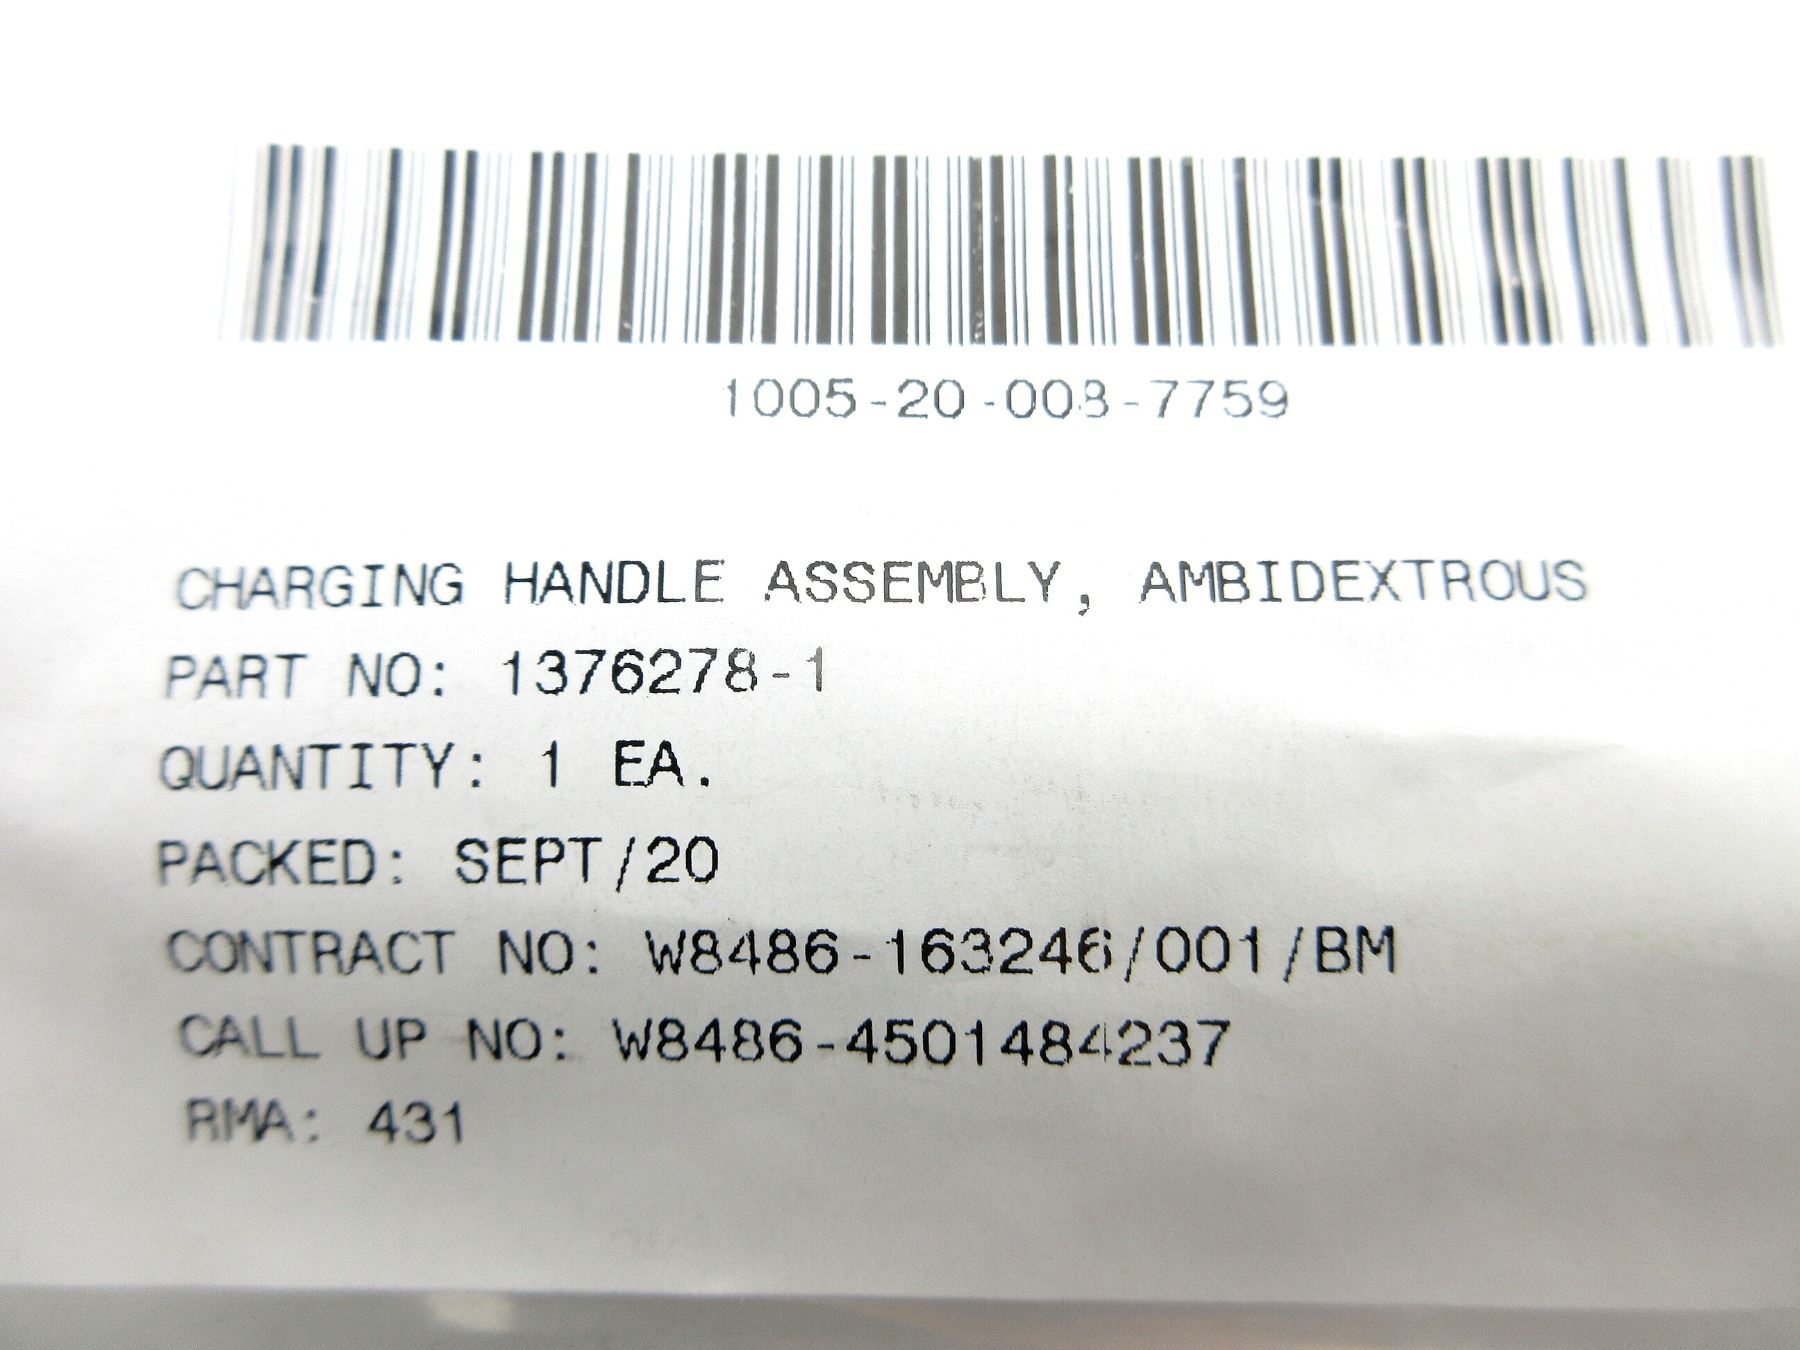 1005-20-008-7759
CHARGING HANDLE ASSEMBLY, AMBIDEXTROUS
PART NO: 1376278-1
QUANTITY: 1 EA.
PACKED: SEPT/20
CONTRACT NO: W8486-163246/001/BM
CALL UP NO: W8486-4501484237
RMA: 431